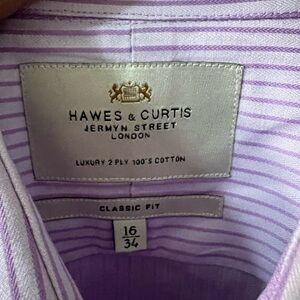 HAWES & CURTIS
JERMYN STREET
LONDON
LUXURY 2 PLY 100'S COTTON
CLASSIC FIT
16
34